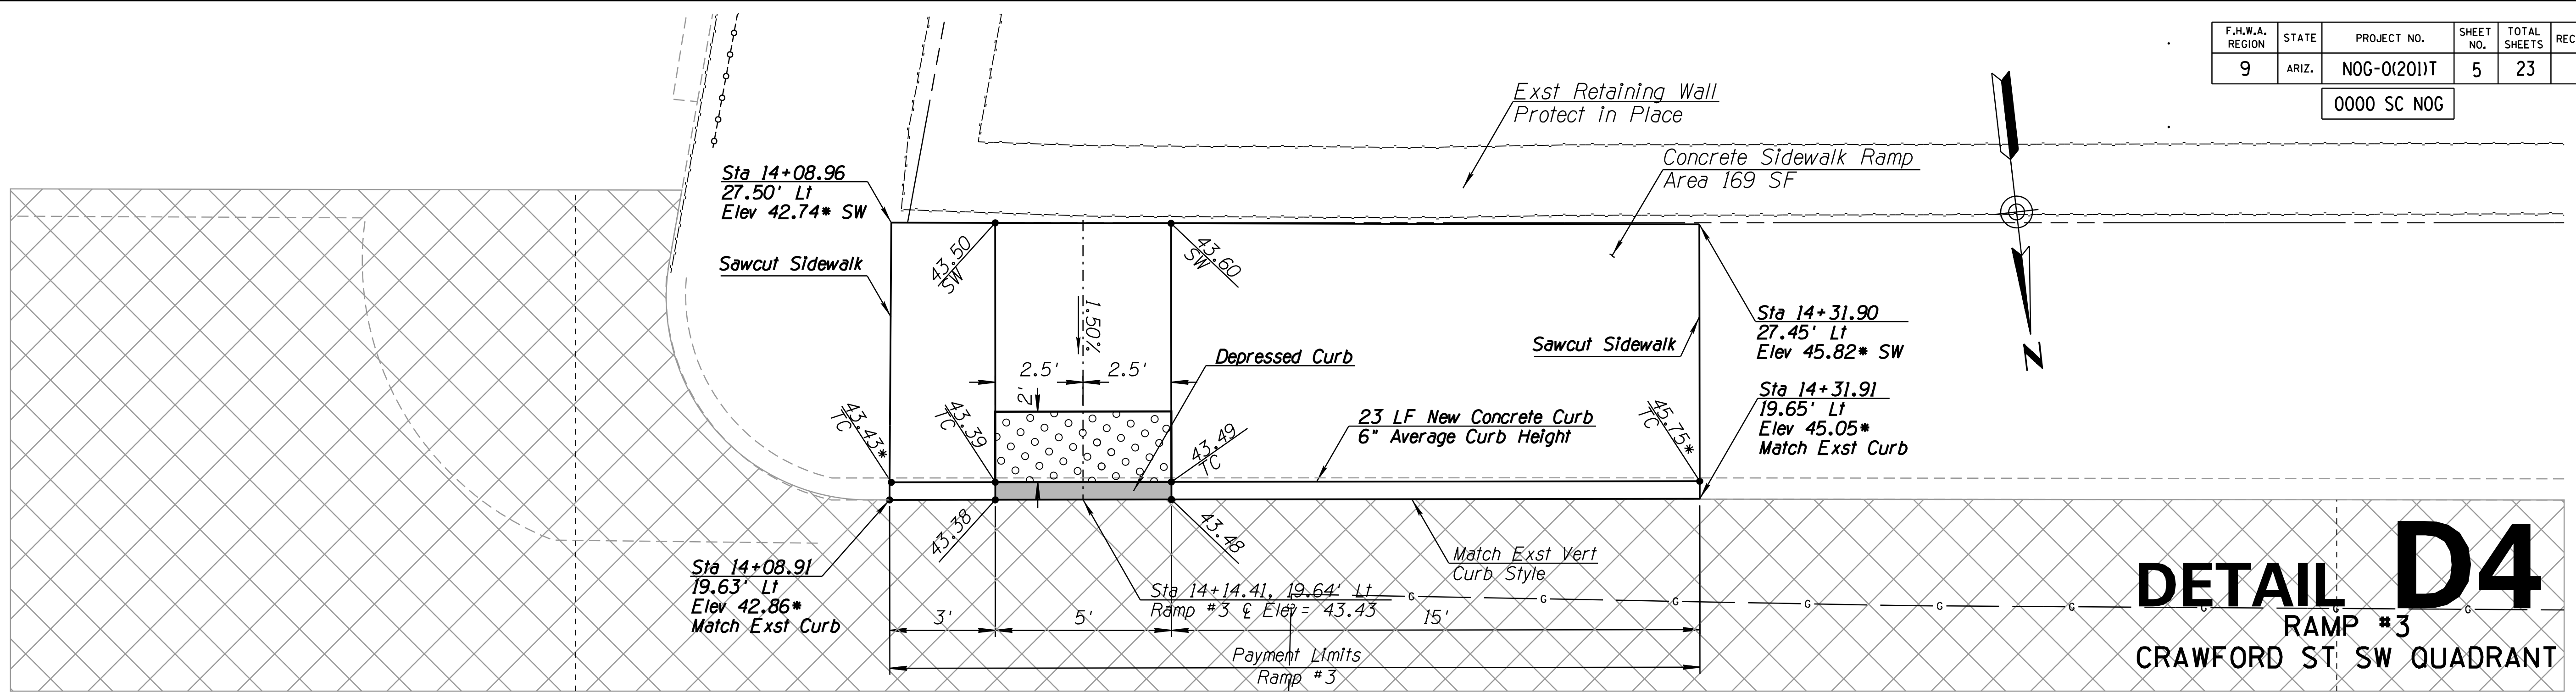 F.H.W.A. REGION STATE PROJECT NO. SHEET NO. TOTAL SHEETS REC
9 ARIZ. NOG-0(201)T 5 23
0000 SC NOG
Exst Retaining Wall
Protect in Place
Concrete Sidewalk Ramp
Area 169 SF
Sta 14+08.96
27.50' Lt
Elev 42.74* SW
Sawcut Sidewalk
43.50
SW
43.60
SW
1.50%
2.5' 2.5'
2'
Depressed Curb
Sawcut Sidewalk
Sta 14+31.90
27.45' Lt
Elev 45.82* SW
N
Sta 14+31.91
19.65' Lt
Elev 45.05*
Match Exst Curb
43.43*
TC
43.39
TC
43.49
TC
23 LF New Concrete Curb
6" Average Curb Height
45.75*
TC
43.38
43.48
Match Exst Vert
Curb Style
Sta 14+08.91
19.63' Lt
Elev 42.86*
Match Exst Curb
Sta 14+14.41, 19.64' Lt
Ramp #3 ℄ Elev = 43.43
G G G G G G G G G
3' 5' 15'
Payment Limits
Ramp #3
DETAIL D4
RAMP #3
CRAWFORD ST SW QUADRANT